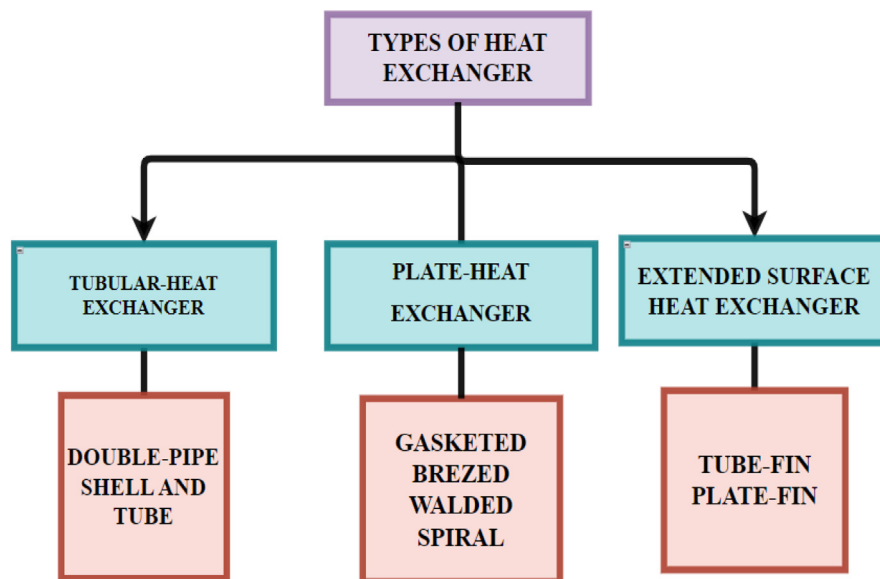 TYPES OF HEAT
EXCHANGER
TUBULAR-HEAT
EXCHANGER
PLATE-HEAT
EXCHANGER
EXTENDED SURFACE
HEAT EXCHANGER
DOUBLE-PIPE
SHELL AND
TUBE
GASKETED
BREZED
WALDED
SPIRAL
TUBE-FIN
PLATE-FIN